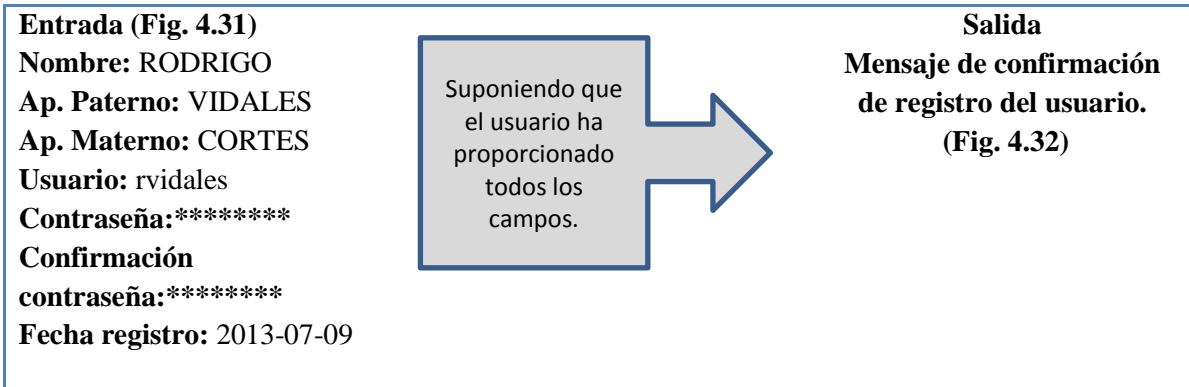 Entrada (Fig. 4.31)
Nombre: RODRIGO
Ap. Paterno: VIDALES
Ap. Materno: CORTES
Usuario: rvidales
Contraseña:********
Confirmación
contraseña:********
Fecha registro: 2013-07-09
Suponiendo que
el usuario ha
proporcionado
todos los
campos.
Salida
Mensaje de confirmación
de registro del usuario.
(Fig. 4.32)